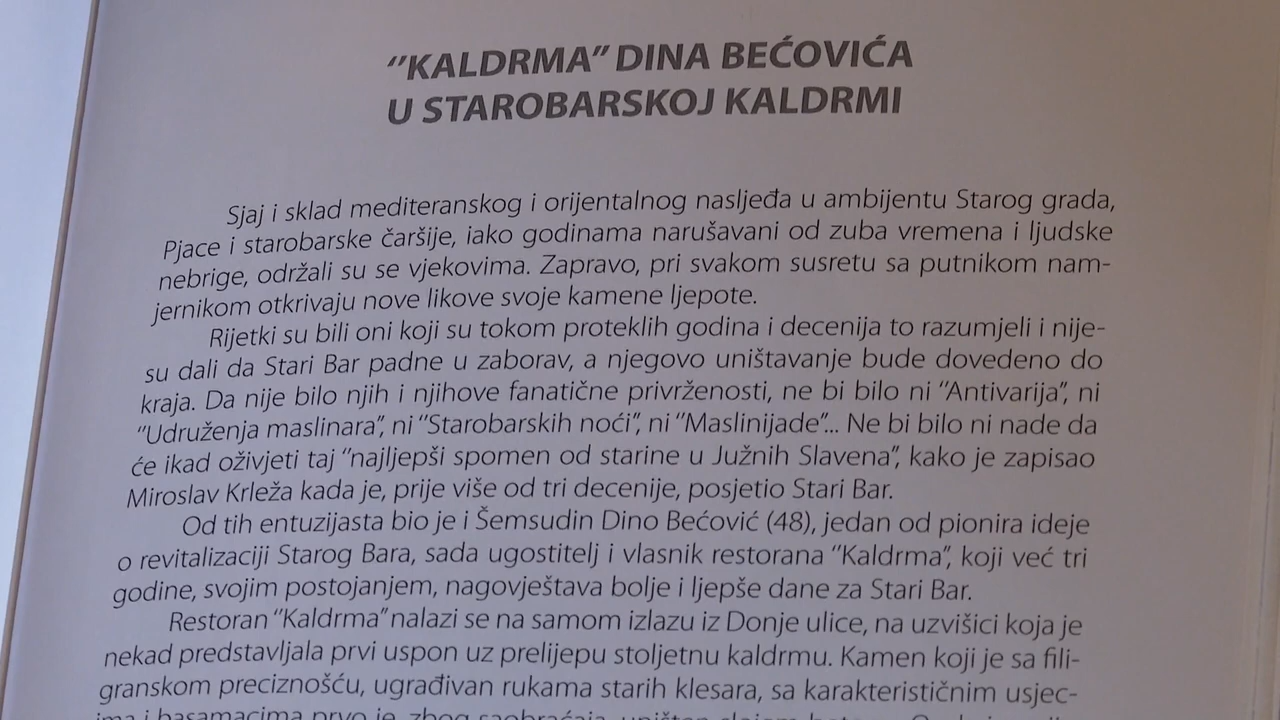 “KALDRMA” DINA BEĆOVIĆA
U STAROBARSKOJ KALDRMI
Sjaj i sklad mediteranskog i orijentalnog nasljeđa u ambijentu Starog grada,
Pjace i starobarske čaršije, iako godinama narušavani od zuba vremena i ljudske
nebrige, održali su se vjekovima. Zapravo, pri svakom susretu sa putnikom nam-
jernikom otkrivaju nove likove svoje kamene ljepote.
Rijetki su bili oni koji su tokom proteklih godina i decenija to razumjeli i nije-
su dali da Stari Bar padne u zaborav, a njegovo uništavanje bude dovedeno do
kraja. Da nije bilo njih i njihove fanatične privrženosti, ne bi bilo ni “Antivarija”, ni
“Udruženja maslinara”, ni “Starobarskih noći”, ni “Maslinijade”... Ne bi bilo ni nade da
će ikad oživjeti taj “najljepši spomen od starine u Južnih Slavena”, kako je zapisao
Miroslav Krleža kada je, prije više od tri decenije, posjetio Stari Bar.
Od tih entuzijasta bio je i Šemsudin Dino Bećović (48), jedan od pionira ideje
o revitalizaciji Starog Bara, sada ugostitelj i vlasnik restorana “Kaldrma”, koji već tri
godine, svojim postojanjem, nagovještava bolje i ljepše dane za Stari Bar.
Restoran “Kaldrma” nalazi se na samom izlazu iz Donje ulice, na uzvišici koja je
nekad predstavljala prvi uspon uz prelijepu stoljetnu kaldrmu. Kamen koji je sa fili-
granskom preciznošću, ugrađivan rukama starih klesara, sa karakterističnim usjec-
ima i basamacima prvo je, zbog saobraćaja, uništen slojem